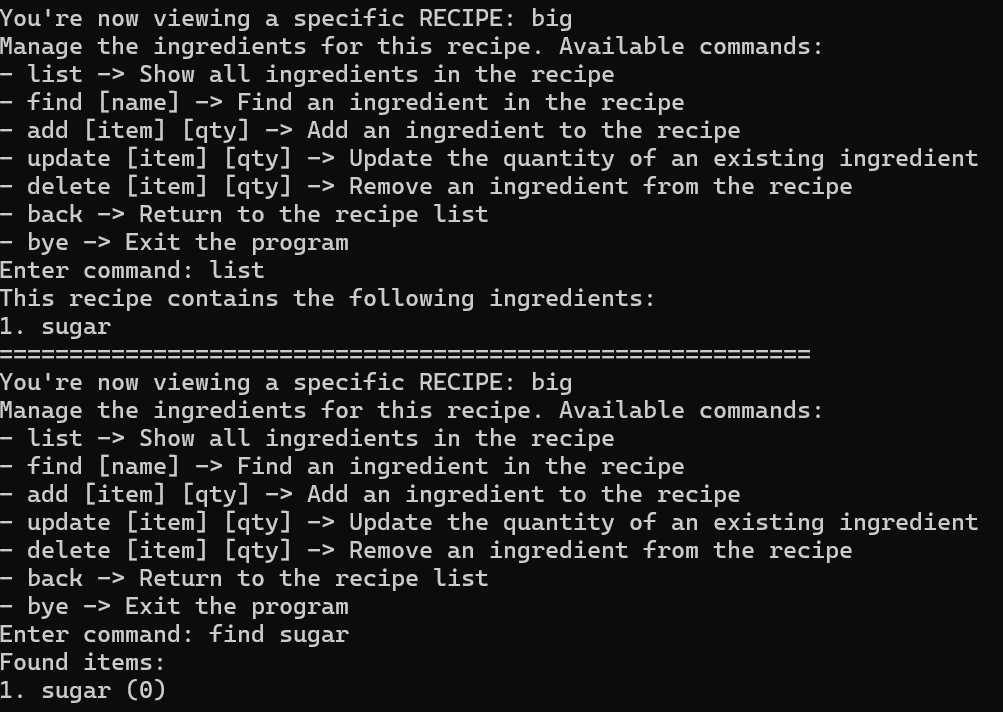 You're now viewing a specific RECIPE: big
Manage the ingredients for this recipe. Available commands:
- list -> Show all ingredients in the recipe
- find [name] -> Find an ingredient in the recipe
- add [item] [qty] -> Add an ingredient to the recipe
- update [item] [qty] -> Update the quantity of an existing ingredient
- delete [item] [qty] -> Remove an ingredient from the recipe
- back -> Return to the recipe list
- bye -> Exit the program
Enter command: list
This recipe contains the following ingredients:
1. sugar
==========================================================
You're now viewing a specific RECIPE: big
Manage the ingredients for this recipe. Available commands:
- list -> Show all ingredients in the recipe
- find [name] -> Find an ingredient in the recipe
- add [item] [qty] -> Add an ingredient to the recipe
- update [item] [qty] -> Update the quantity of an existing ingredient
- delete [item] [qty] -> Remove an ingredient from the recipe
- back -> Return to the recipe list
- bye -> Exit the program
Enter command: find sugar
Found items:
1. sugar (0)